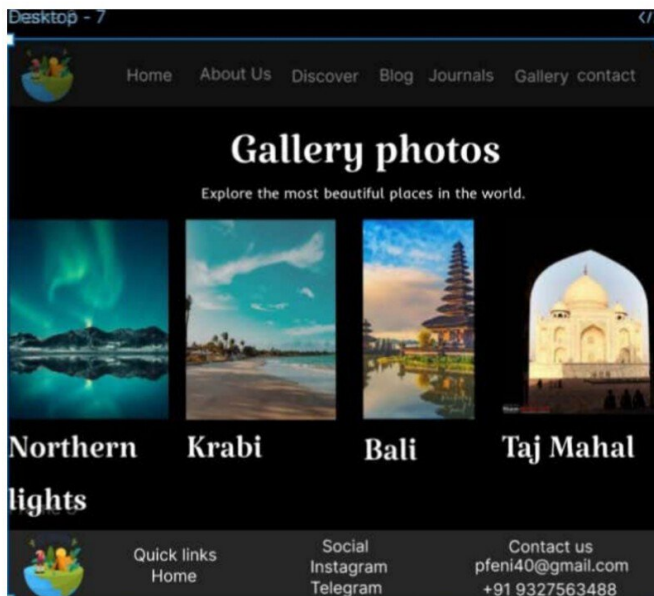 Desktop - 7
Home About Us Discover Blog Journals Gallery contact
Gallery photos
Explore the most beautiful places in the world.
Northern lights
Krabi
Bali
Taj Mahal
Quick links
Home
Social
Instagram
Telegram
Contact us
pfeni40@gmail.com
+91 9327563488